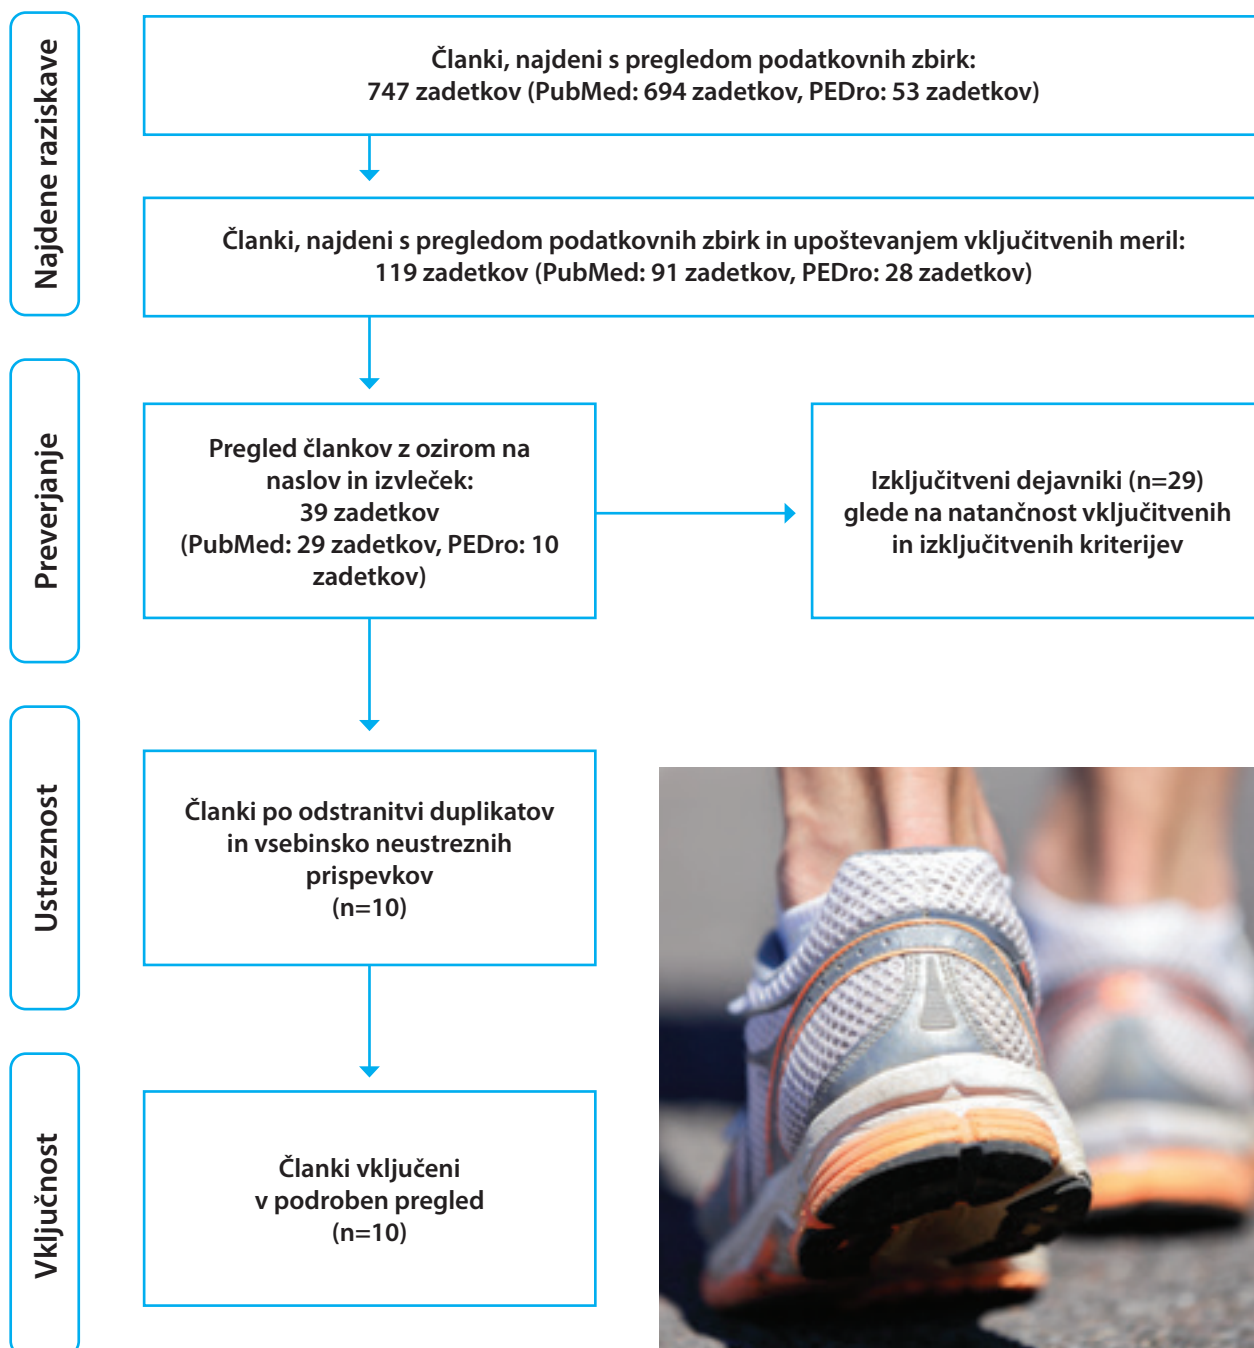 Najdene raziskave
Članki, najdeni s pregledom podatkovnih zbirk:
747 zadetkov (PubMed: 694 zadetkov, PEDro: 53 zadetkov)
Članki, najdeni s pregledom podatkovnih zbirk in upoštevanjem vključitvenih meril:
119 zadetkov (PubMed: 91 zadetkov, PEDro: 28 zadetkov)
Preverjanje
Pregled člankov z ozirom na
naslov in izvleček:
39 zadetkov
(PubMed: 29 zadetkov, PEDro: 10
zadetkov)
Izključitveni dejavniki (n=29)
glede na natančnost vključitvenih
in izključitvenih kriterijev
Ustreznost
Članki po odstranitvi duplikatov
in vsebinsko neustreznih
prispevkov
(n=10)
Vključnost
Članki vključeni
v podroben pregled
(n=10)